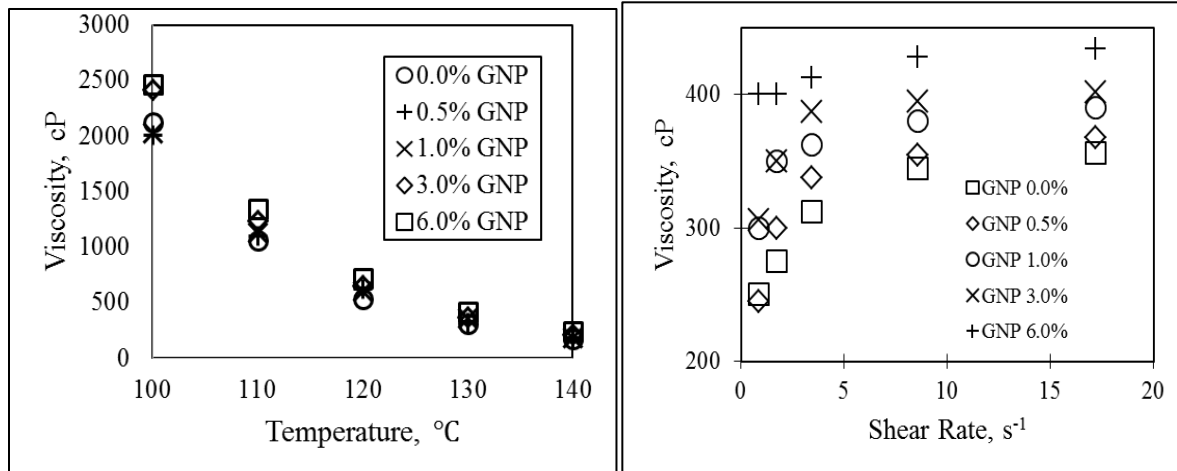 3000
2500
2000
1500
1000
500
0
Viscosity, cP
100 110 120 130 140
Temperature, °C
0.0% GNP
0.5% GNP
1.0% GNP
3.0% GNP
6.0% GNP
400
300
200
Viscosity, cP
0 5 10 15 20
Shear Rate, s⁻¹
GNP 0.0%
GNP 0.5%
GNP 1.0%
GNP 3.0%
GNP 6.0%